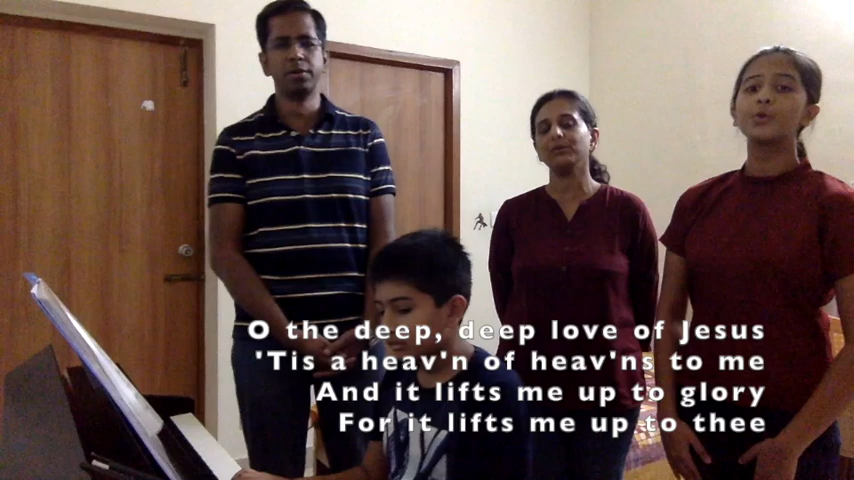 O the deep, deep love of Jesus
'Tis a heav'n of heav'ns to me
And it lifts me up to glory
For it lifts me up to thee